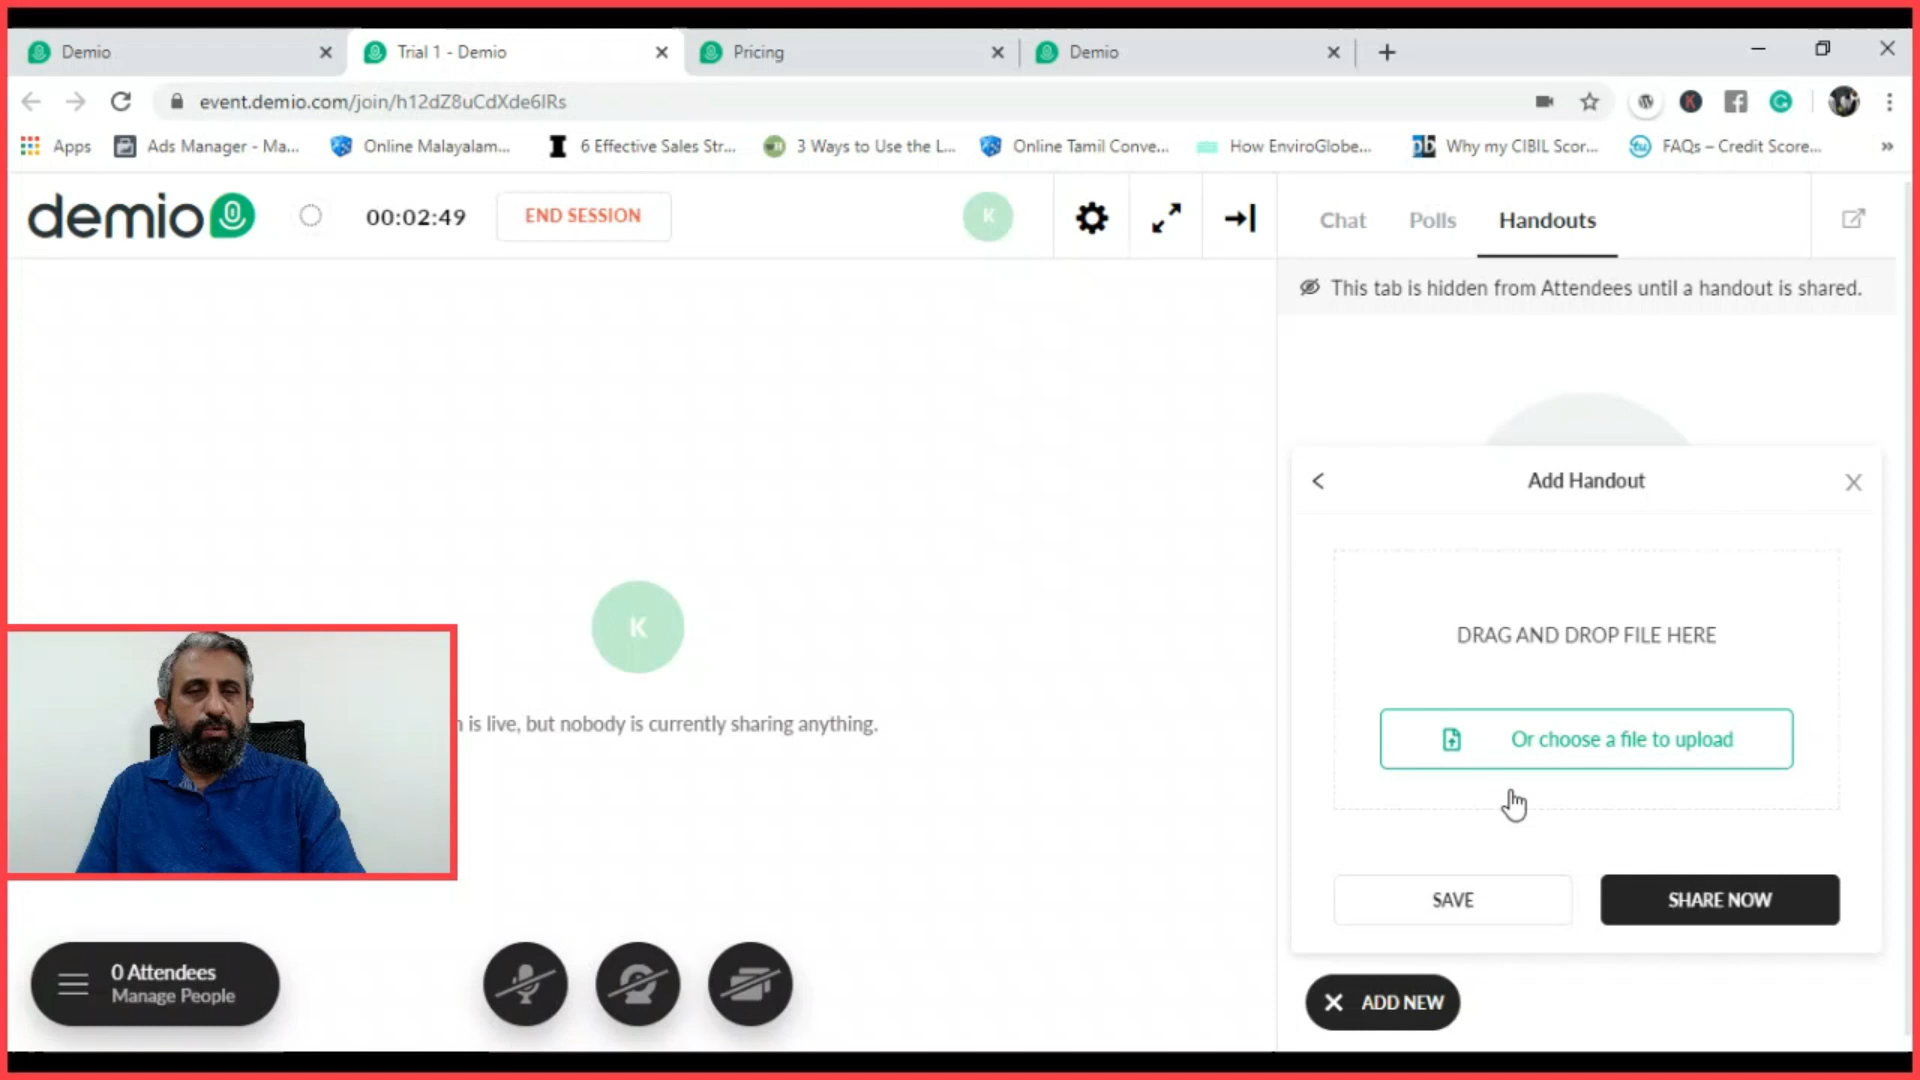 Demio
Trial 1 - Demio
Pricing
Demio
event.demio.com/join/h12dZ8uCdXde6IRs
Apps
Ads Manager - Ma...
Online Malayalam...
6 Effective Sales Str...
3 Ways to Use the L...
Online Tamil Conve...
How EnviroGlobe...
Why my CIBIL Scor...
FAQs – Credit Score...
demio
00:02:49
END SESSION
K
Chat
Polls
Handouts
This tab is hidden from Attendees until a handout is shared.
Add Handout
DRAG AND DROP FILE HERE
Or choose a file to upload
SAVE
SHARE NOW
ADD NEW
K
is live, but nobody is currently sharing anything.
0 Attendees
Manage People